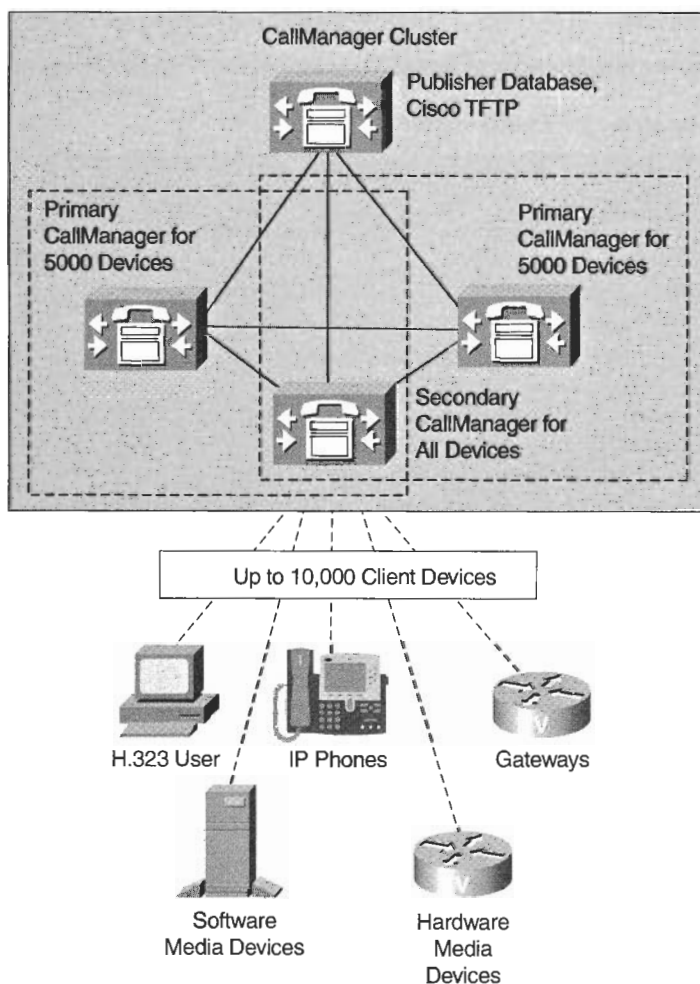 CallManager Cluster
Publisher Database,
Cisco TFTP
Primary
CallManager for
5000 Devices
Primary
CallManager for
5000 Devices
Secondary
CallManager for
All Devices
Up to 10,000 Client Devices
H.323 User
IP Phones
V
Gateways
Software
Media Devices
V
Hardware
Media
Devices